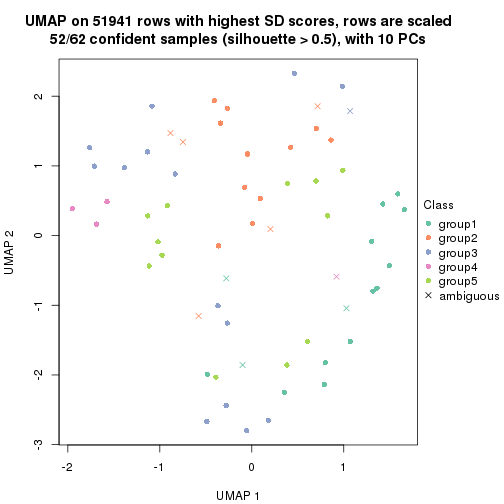 UMAP on 51941 rows with highest SD scores, rows are scaled
52/62 confident samples (silhouette > 0.5), with 10 PCs
UMAP 2
2
1
0
-1
-2
-3
-2
-1
0
1
UMAP 1
Class
group1
group2
group3
group4
group5
ambiguous